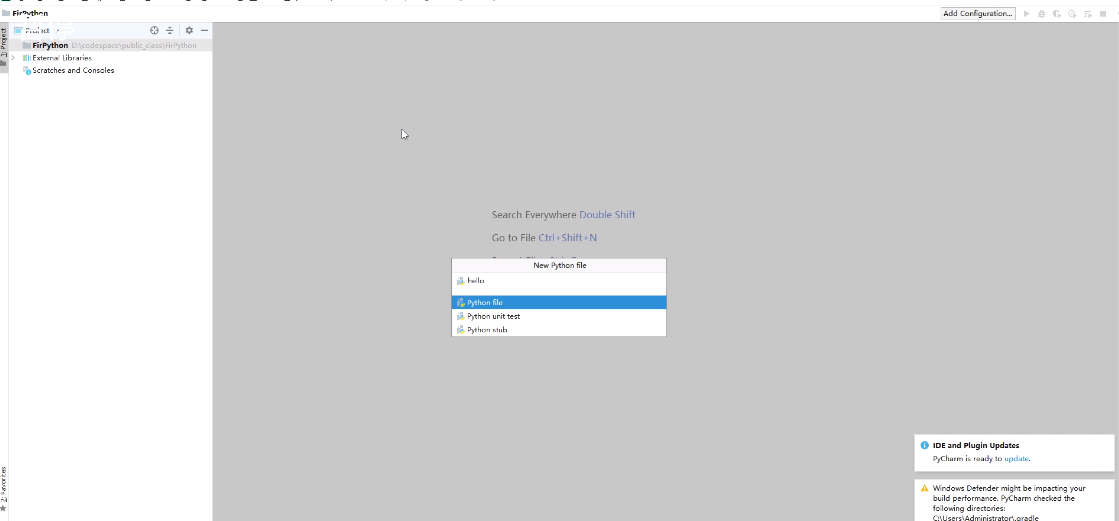 FirPython
Add Configuration...
Project
1: Project
FirPython D:\codespace\public_class\FirPython
External Libraries
Scratches and Consoles
Search Everywhere Double Shift
Go to File Ctrl+Shift+N
New Python file
hello
Python file
Python unit test
Python stub
2: Favorites
IDE and Plugin Updates
PyCharm is ready to update.
Windows Defender might be impacting your
build performance. PyCharm checked the
following directories:
C:\Users\Administrator\.gradle